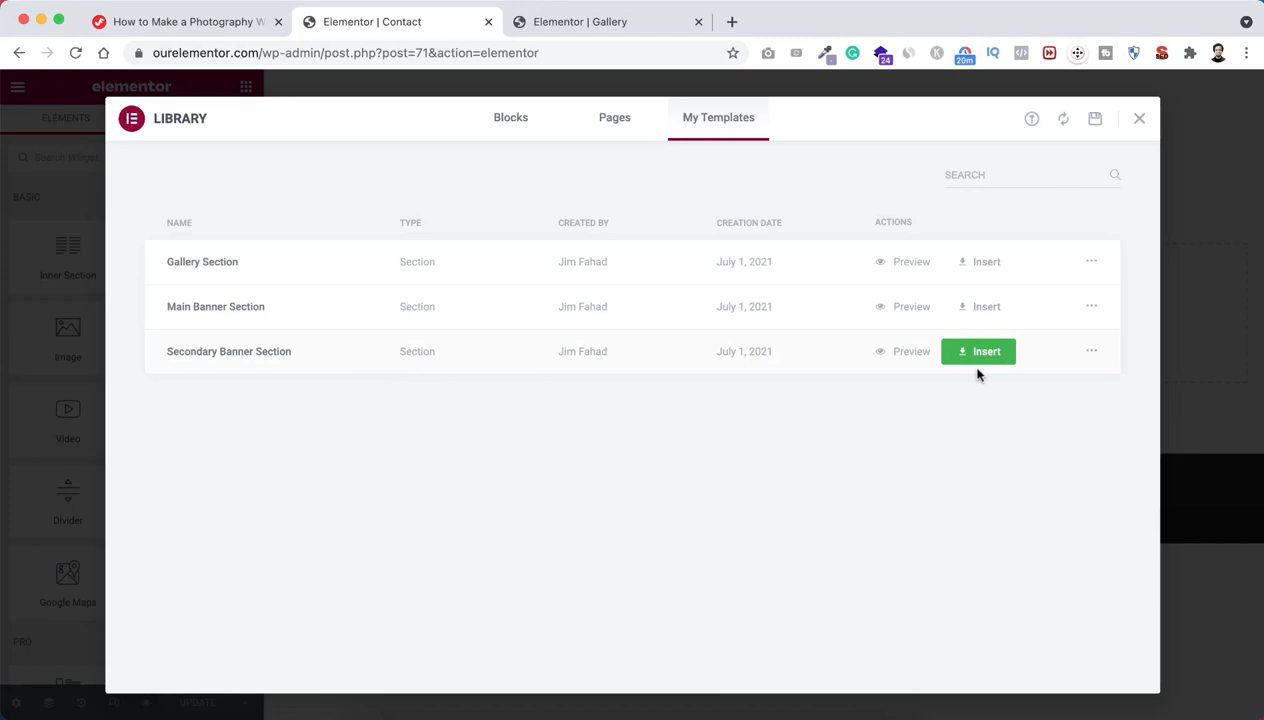 How to Make a Photography W
Elementor | Contact
Elementor | Gallery
ourelementor.com/wp-admin/post.php?post=71&action=elementor
24
20m
IQ
elementor
LIBRARY
Blocks
Pages
My Templates
ELEMENTS
Search Widget
SEARCH
BASIC
NAME TYPE CREATED BY CREATION DATE ACTIONS
Gallery Section Section Jim Fahad July 1, 2021 Preview Insert
Inner Section
Main Banner Section Section Jim Fahad July 1, 2021 Preview Insert
Image
Secondary Banner Section Section Jim Fahad July 1, 2021 Preview Insert
Video
Divider
Google Maps
PRO
UPDATE